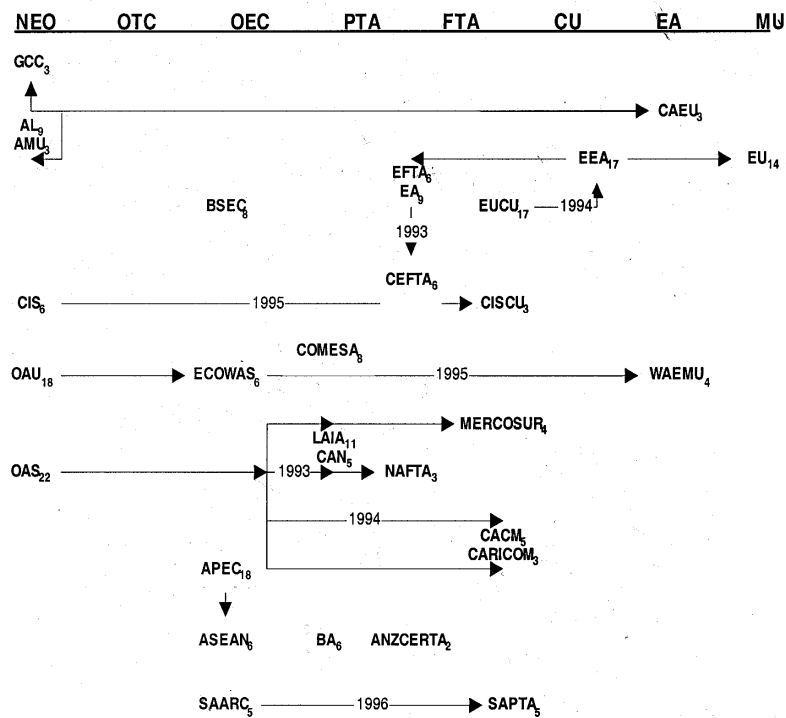 NEO OTC OEC PTA FTA CU EA MU
GCC3
CAEU3
AL9
AMU3
EEA17 EU14
EFTA6
EA9
BSEC8 EUCU17 1994
1993
CEFTA6
CIS6 1995 CISCU3
COMESA8
OAU18 ECOWAS6 1995 WAEMU4
MERCOSUR4
LAIA11
CAN5
OAS22 1993 NAFTA3
1994
CACM5
CARICOM3
APEC18
ASEAN6 BA6 ANZCERTA2
SAARC5 1996 SAPTA5